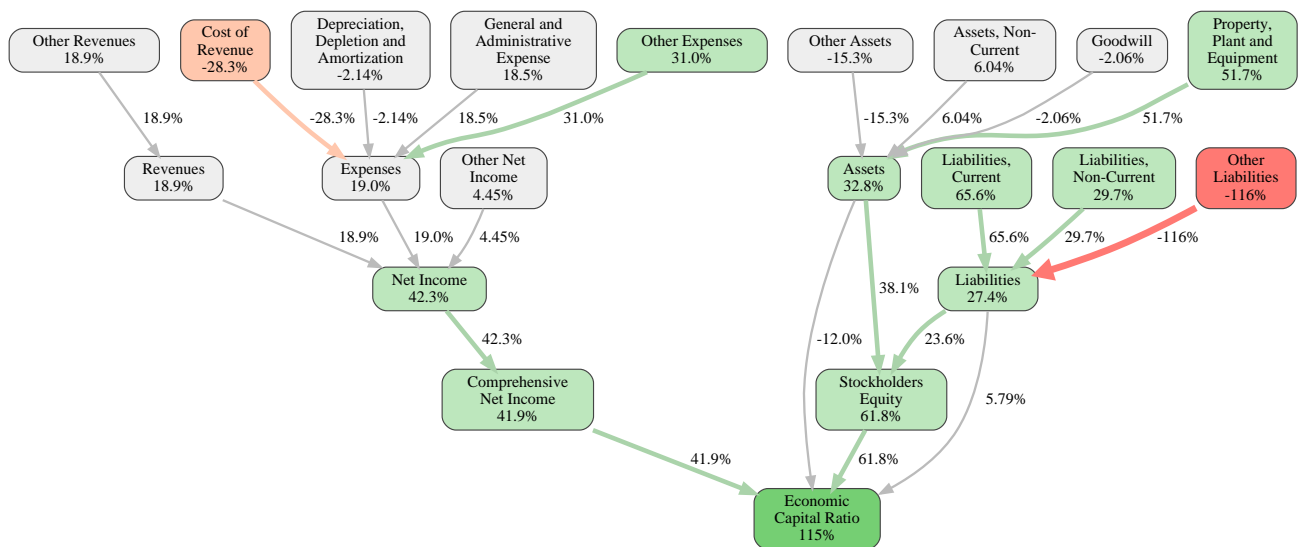 Other Revenues
18.9%
Cost of
Revenue
-28.3%
Depreciation,
Depletion and
Amortization
-2.14%
General and
Administrative
Expense
18.5%
Other Expenses
31.0%
Other Assets
-15.3%
Assets, Non-
Current
6.04%
Goodwill
-2.06%
Property,
Plant and
Equipment
51.7%
18.9%
-28.3%
-2.14%
18.5%
31.0%
-15.3%
6.04%
-2.06%
51.7%
Revenues
18.9%
Expenses
19.0%
Other Net
Income
4.45%
Assets
32.8%
Liabilities,
Current
65.6%
Liabilities,
Non-Current
29.7%
Other
Liabilities
-116%
18.9%
19.0%
4.45%
65.6%
29.7%
-116%
Net Income
42.3%
38.1%
Liabilities
27.4%
42.3%
-12.0%
23.6%
Comprehensive
Net Income
41.9%
Stockholders
Equity
61.8%
5.79%
41.9%
61.8%
Economic
Capital Ratio
115%